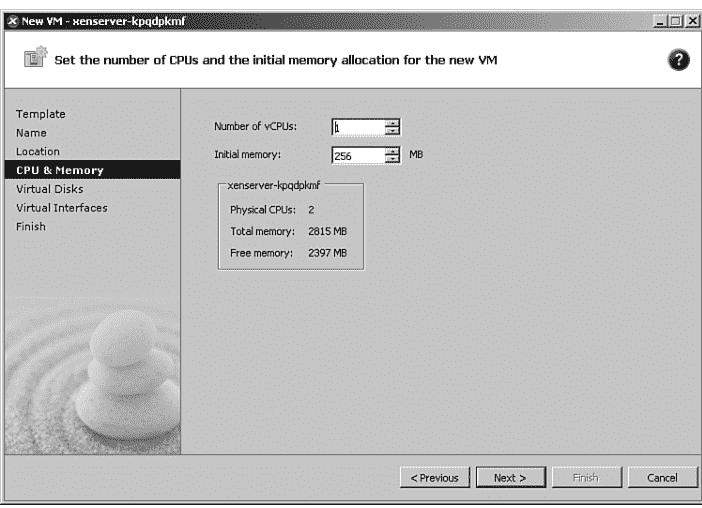 New VM - xenserver-kpqdpkmf
Set the number of CPUs and the initial memory allocation for the new VM
Template
Name
Location
CPU & Memory
Virtual Disks
Virtual Interfaces
Finish
Number of vCPUs: 1
Initial memory: 256 MB
xenserver-kpqdpkmf
Physical CPUs: 2
Total memory: 2815 MB
Free memory: 2397 MB
< Previous Next > Finish Cancel